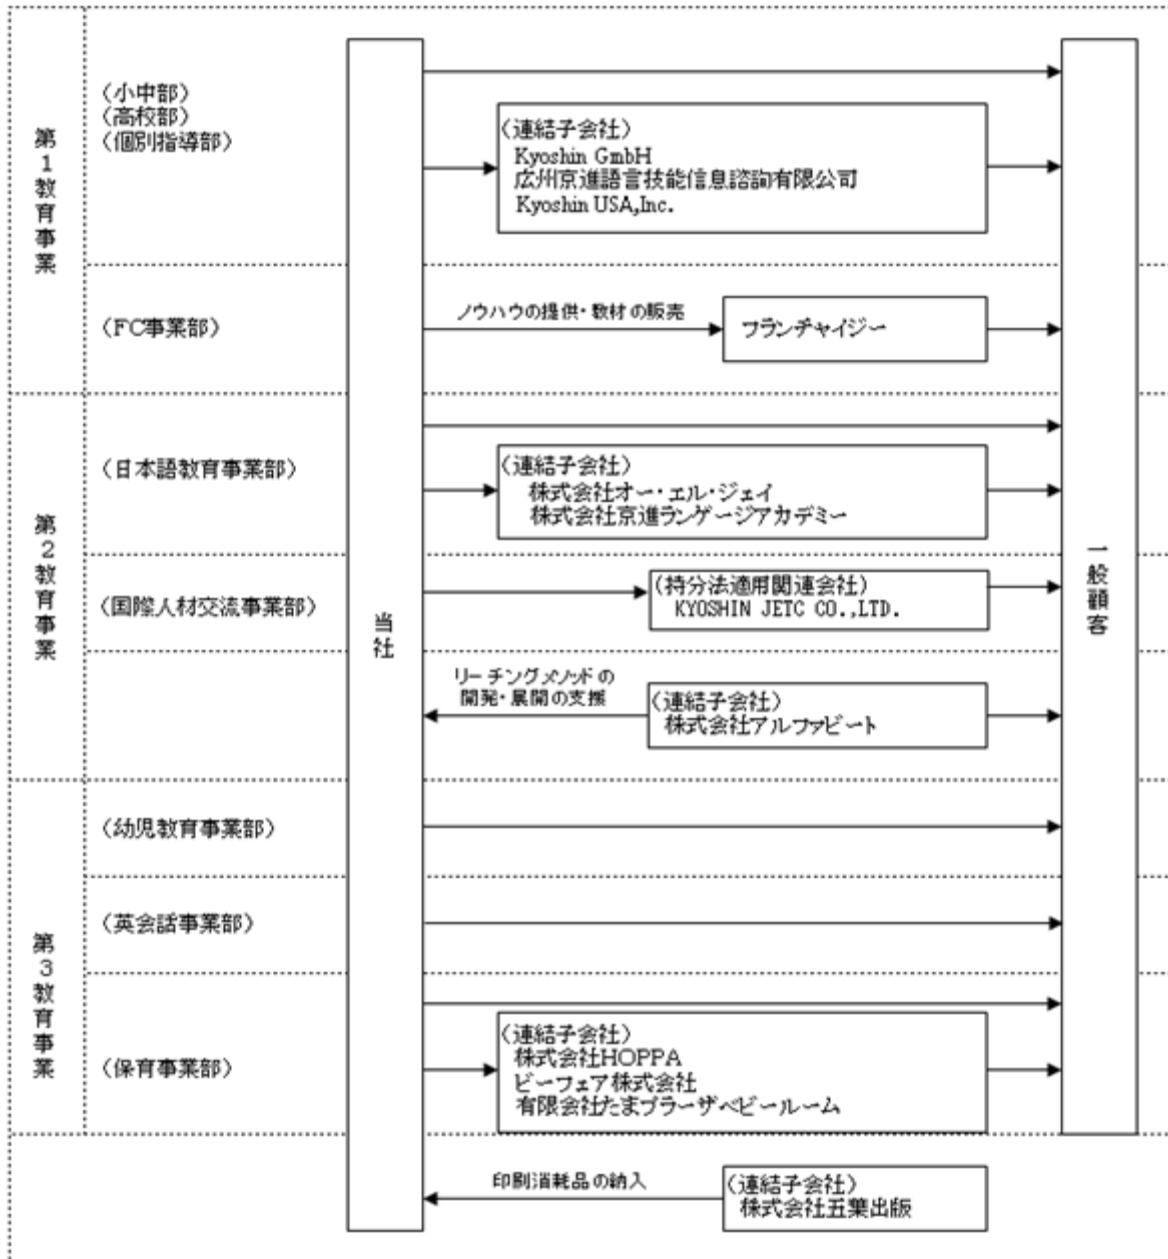 第1教育事業
〈小中部〉
〈高校部〉
〈個別指導部〉
〈連結子会社〉
Kyoshin GmbH
広州京進語言技能信息諮詢有限公司
Kyoshin USA,Inc.
〈FC事業部〉
ノウハウの提供・教材の販売
フランチャイジー
第2教育事業
〈日本語教育事業部〉
〈連結子会社〉
株式会社オー・エル・ジェイ
株式会社京進ランゲージアカデミー
〈国際人材交流事業部〉
〈持分法適用関連会社〉
KYOSHIN JETC CO.,LTD.
リーチングメソッドの
開発・展開の支援
〈連結子会社〉
株式会社アルファビート
当社
一般顧客
第3教育事業
〈幼児教育事業部〉
〈英会話事業部〉
〈保育事業部〉
〈連結子会社〉
株式会社HOPPA
ビーフェア株式会社
有限会社たまプラーザベビールーム
印刷消耗品の納入
〈連結子会社〉
株式会社五葉出版